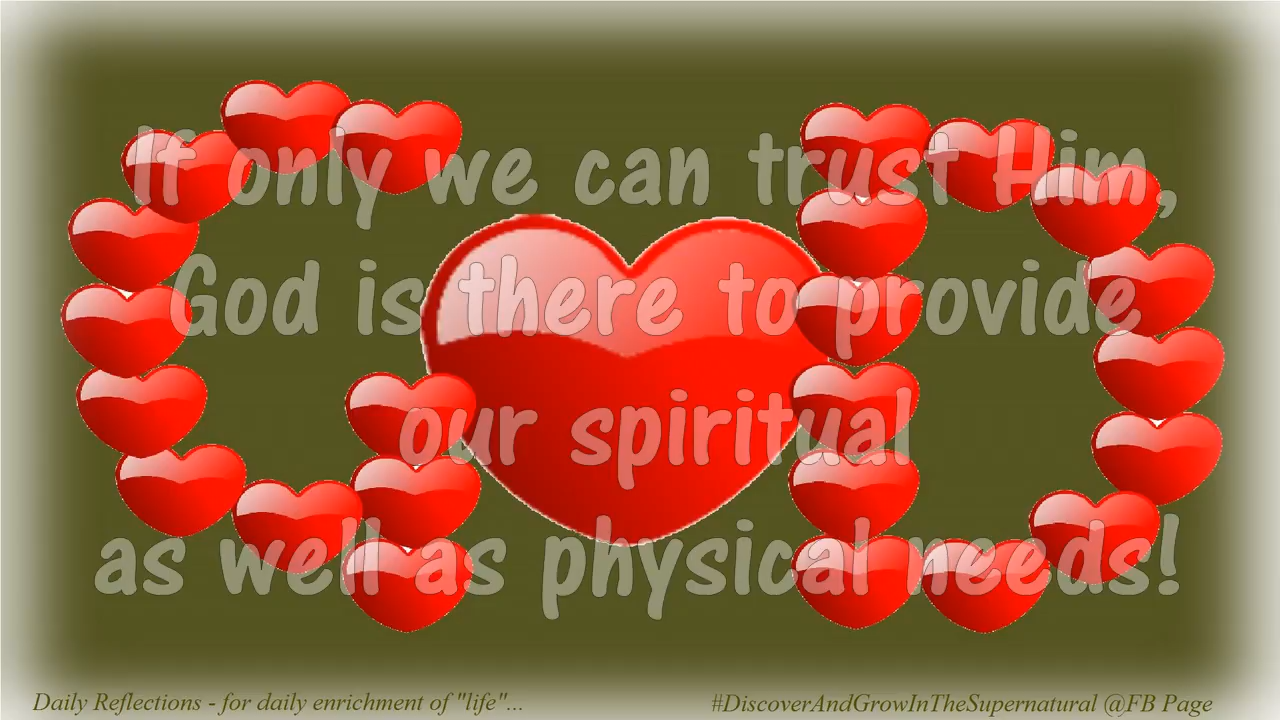 If only we can trust Him,
God is there to provide
our spiritual
as well as physical needs!
Daily Reflections - for daily enrichment of "life"...
#DiscoverAndGrowInTheSupernatural @FB Page